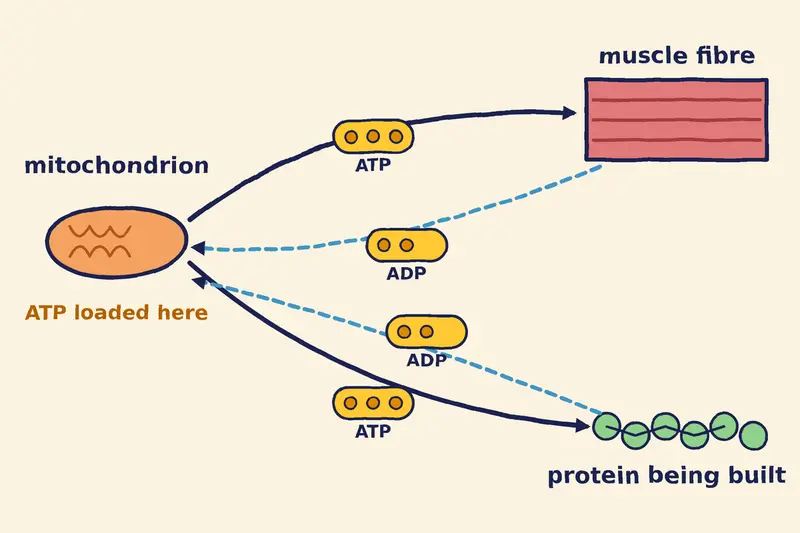 muscle fibre
ATP
mitochondrion
ADP
ATP loaded here
ADP
ATP
protein being built